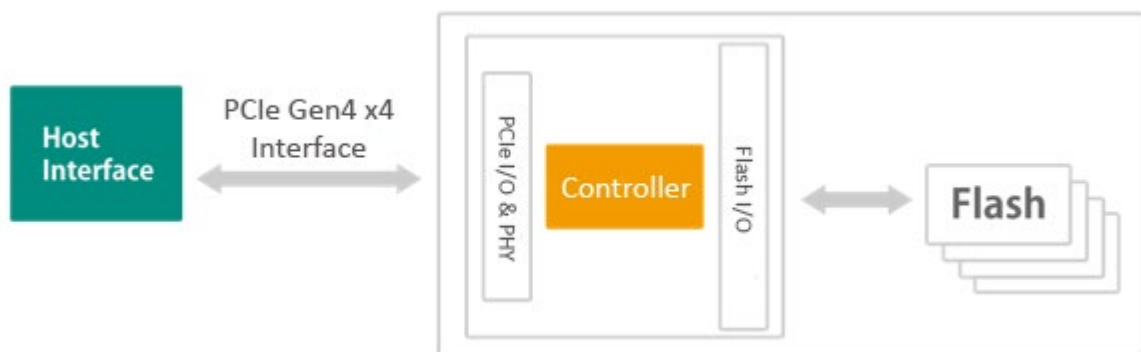 Host
Interface
PCIe Gen4 x4
Interface
PCIe I/O & PHY
Controller
Flash I/O
Flash